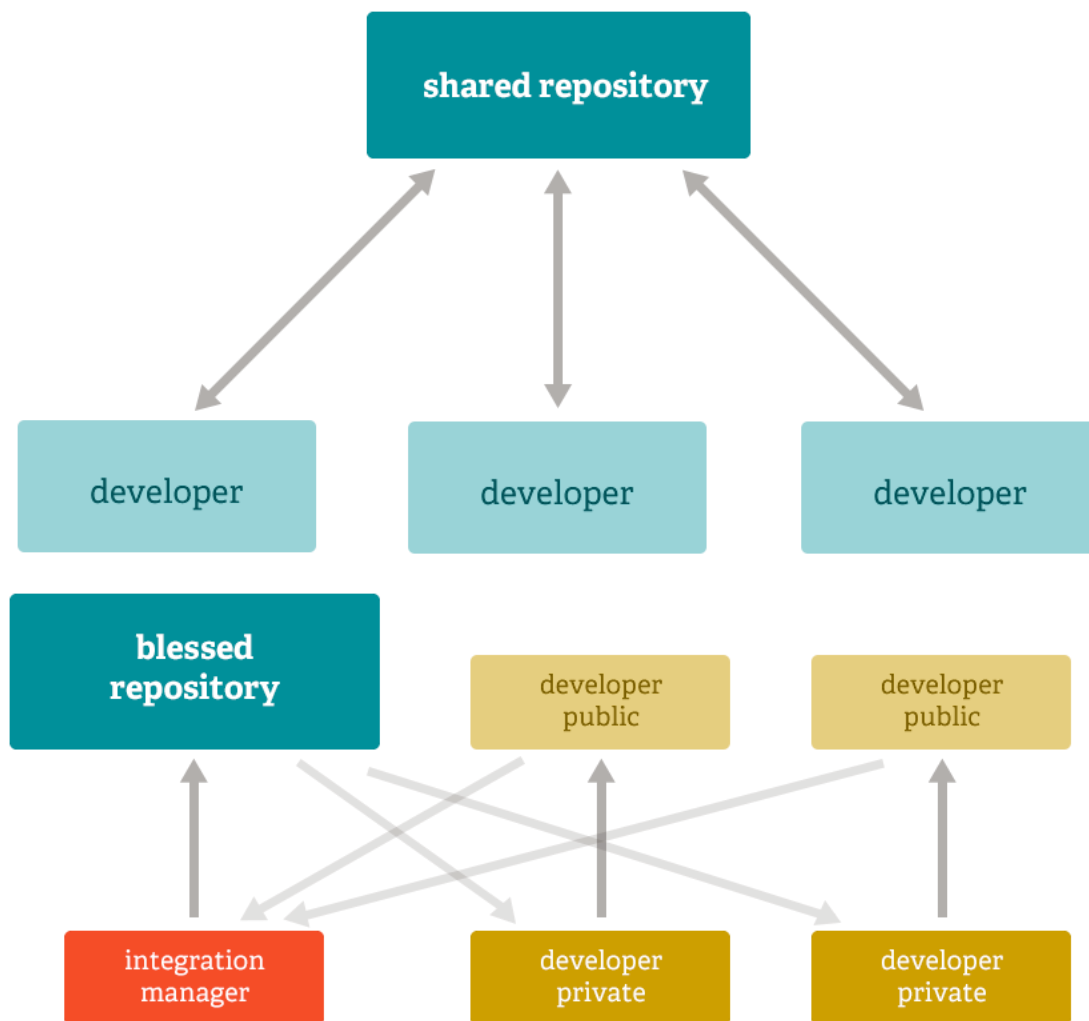 shared repository
developer
developer
developer
blessed
repository
developer
public
developer
public
integration
manager
developer
private
developer
private